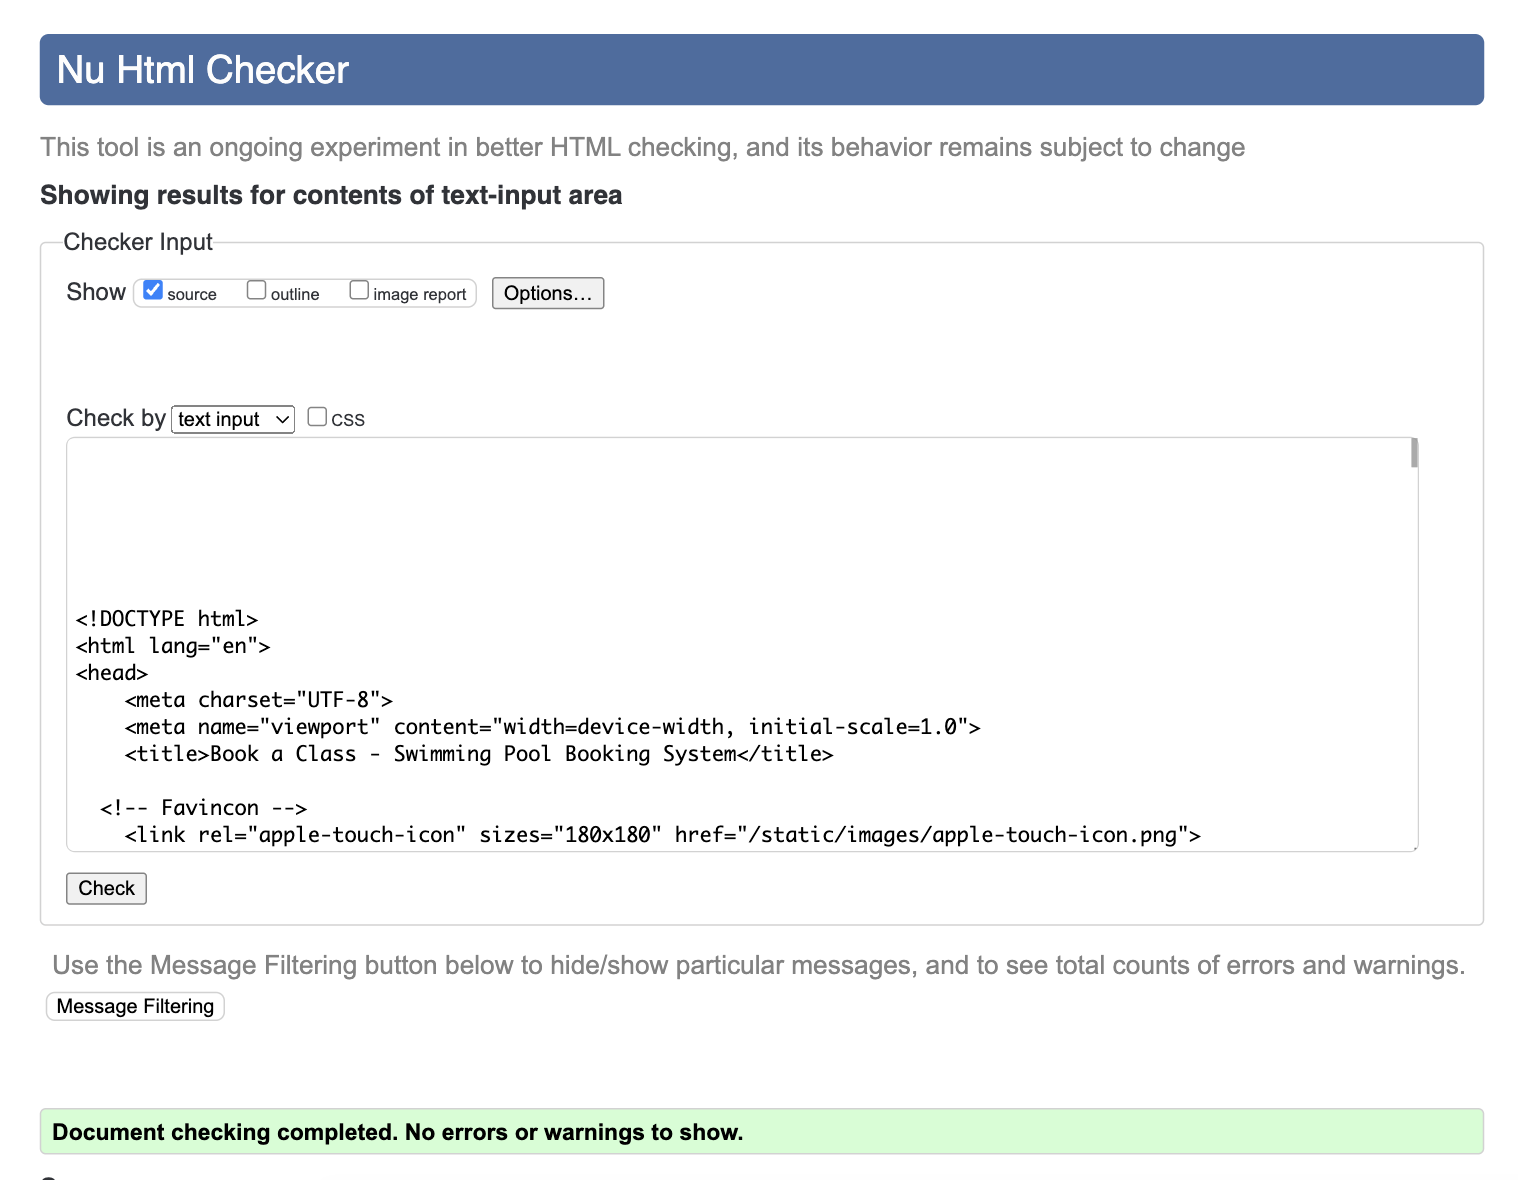 Nu Html Checker
This tool is an ongoing experiment in better HTML checking, and its behavior remains subject to change
Showing results for contents of text-input area
Checker Input
Show source outline image report Options...
Check by text input css
<!DOCTYPE html>
<html lang="en">
<head>
    <meta charset="UTF-8">
    <meta name="viewport" content="width=device-width, initial-scale=1.0">
    <title>Book a Class - Swimming Pool Booking System</title>
  <!-- Favincon -->
    <link rel="apple-touch-icon" sizes="180x180" href="/static/images/apple-touch-icon.png">
Check
Use the Message Filtering button below to hide/show particular messages, and to see total counts of errors and warnings.
Message Filtering
Document checking completed. No errors or warnings to show.